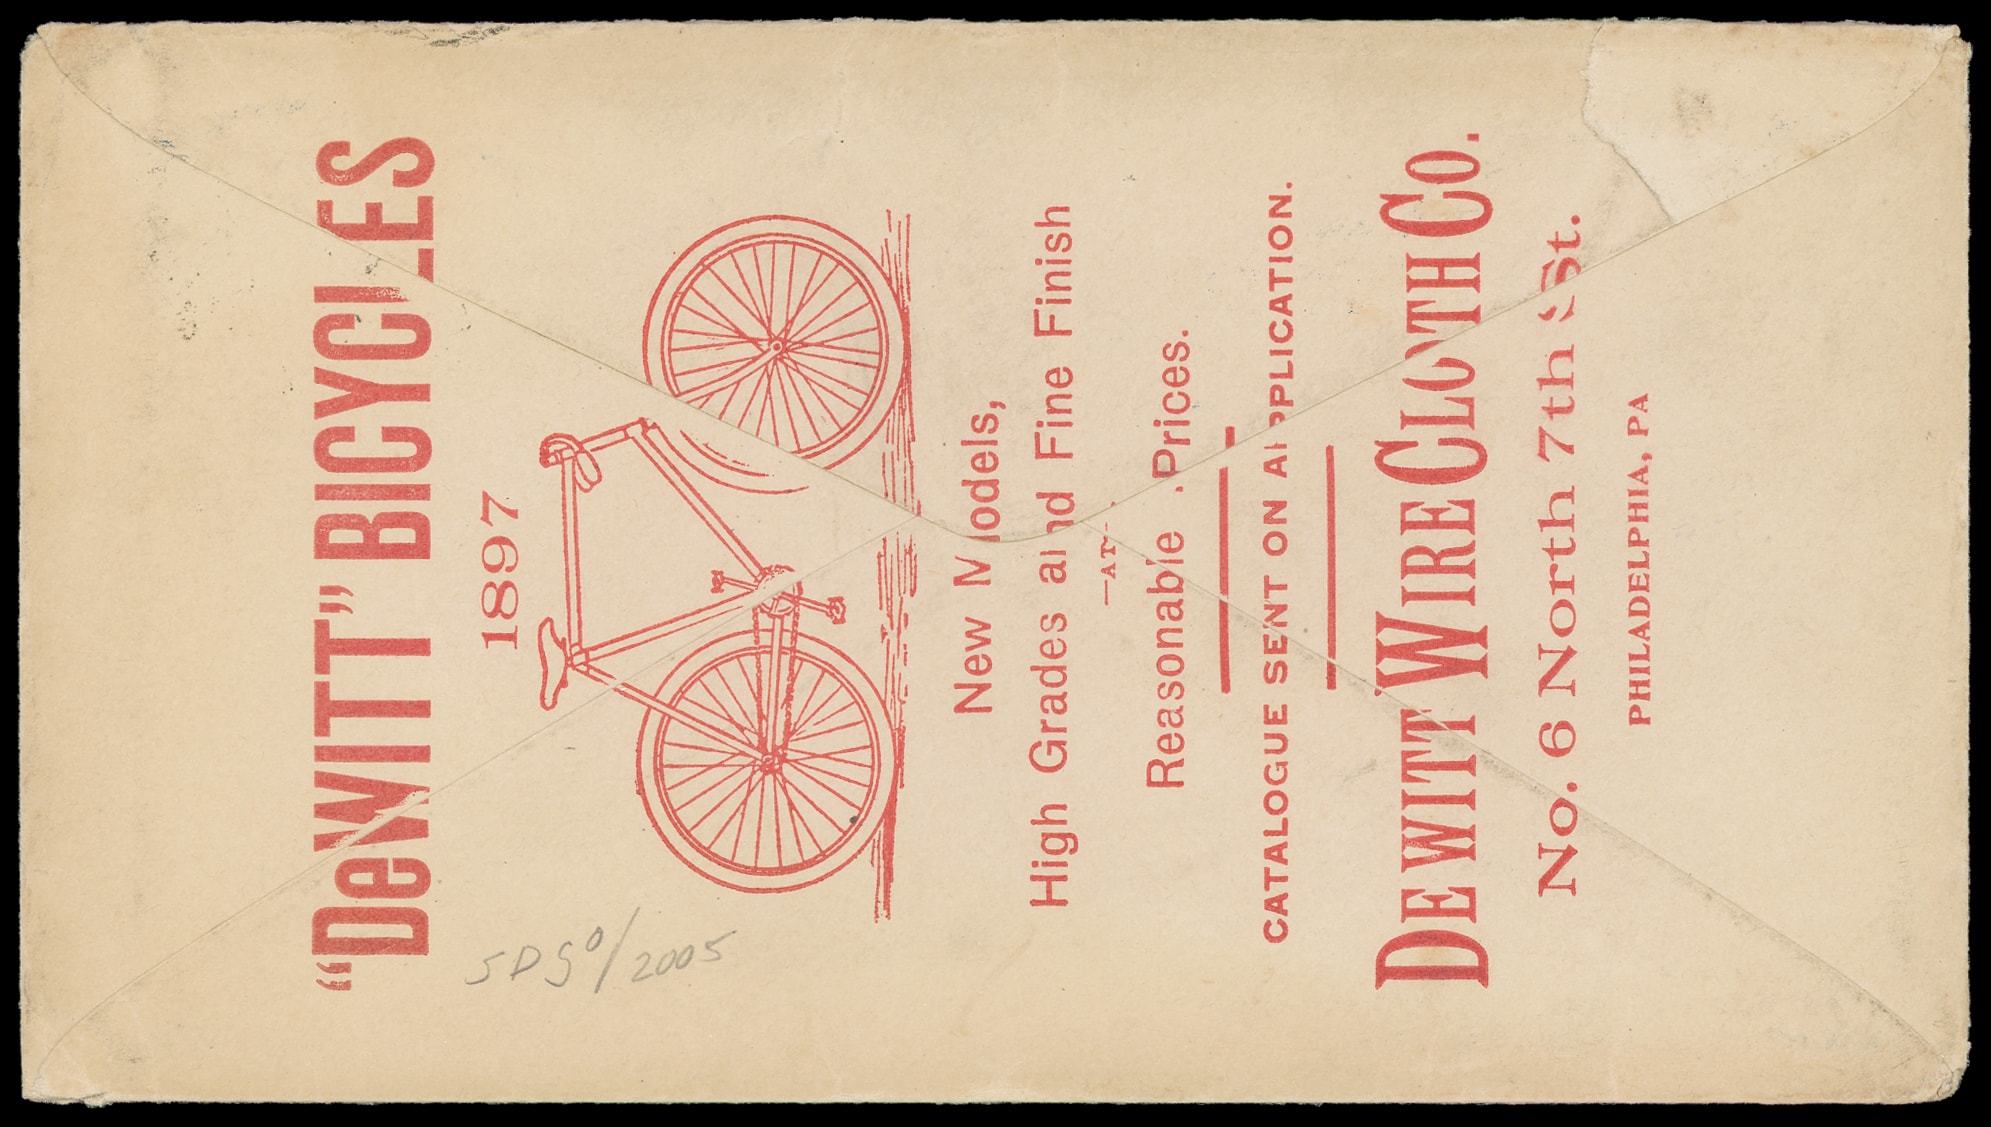 “DeWITT” BICYCLES
1897
New Models,
High Grades and Fine Finish
—AT—
Reasonable Prices.
CATALOGUE SENT ON APPLICATION.
DEWITT WIRE CLOTH CO.
No. 6 North 7th St.
PHILADELPHIA, PA
/2005